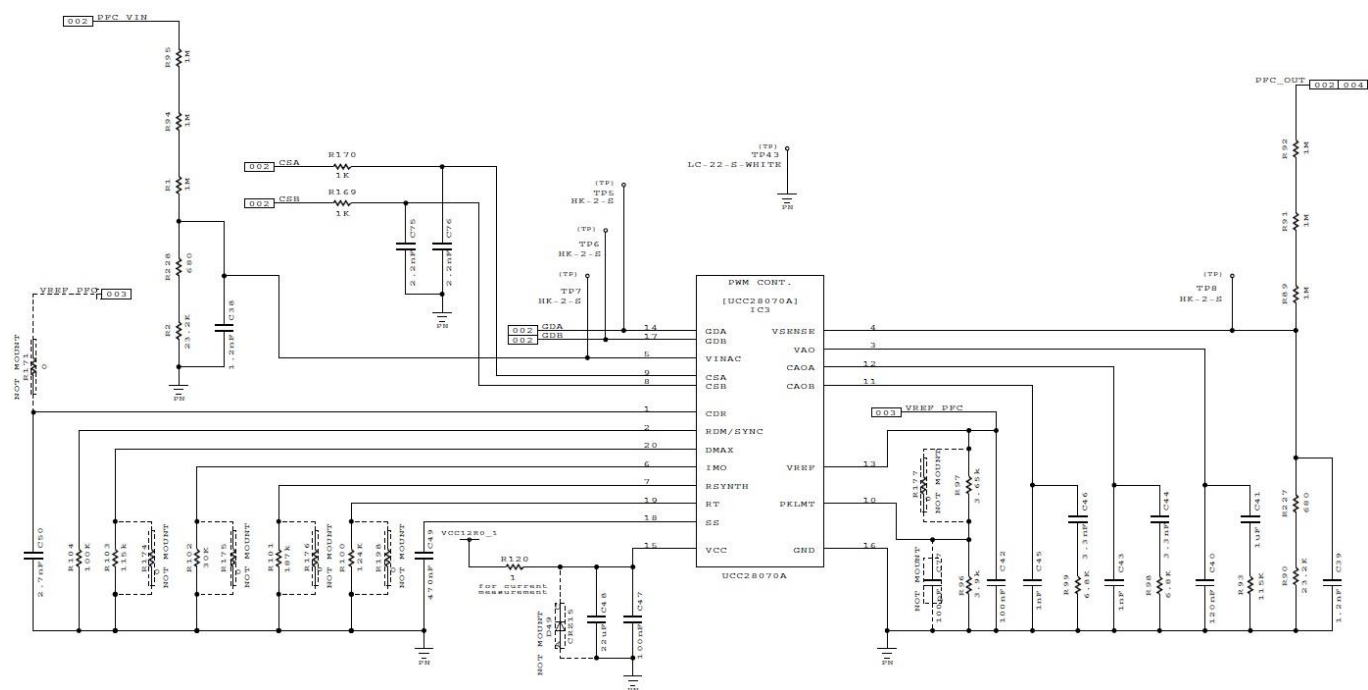 002 PFC_VIN
R95 1M
R94 1M
R1 1M
R228 680
R2 23.2K
C38 1.2nF
PN
002 CSA
R170
1K
002 CSB
R169
1K
C75 2.2nF
C76 2.2nF
PN
(TP)
TP5
HK-2-S
(TP)
TP6
HK-2-S
(TP)
TP7
HK-2-S
(TP)
TP43
LC-22-S-WHITE
PN
PFC_OUT
002 004
R92 1M
R91 1M
R89 1M
(TP)
TP8
HK-2-S
VREF_PFC 003
NOT MOUNT
R171 0
PWM CONT.
[UCC28070A]
IC3
002 GDA 14 GDA
002 GDB 17 GDB
5 VINAC
9 CSA
8 CSB
1 CDR
2 RDM/SYNC
20 DMAX
6 IMO
7 RSYNTH
19 RT
18 SS
15 VCC
VSENSE 4
VAO 3
CAOA 12
CAOB 11
VREF 13
PKLMT 10
GND 16
UCC28070A
003 VREF_PFC
C50 2.7nF
R104 100K
R103 115k
R174 0 NOT MOUNT
R102 30K
R175 0 NOT MOUNT
R101 187k
R176 0 NOT MOUNT
R100 124K
R198 0 NOT MOUNT
C49 470nF
PN
VCC12R0_1
R120
1
for current
measurement
NOT MOUNT
D49
C48 22uF
C47 100nF
PN
R177 0 NOT MOUNT
R97 3.65k
NOT MOUNT
C77 100nF
R96 3.9k
C42 100nF
C45 1nF
C46 3.3nF
R99 6.8K
C43 1nF
C44 3.3nF
R98 6.8K
C40 120nF
C41 1uF
R93 115K
R227 680
R90 23.2K
C39 1.2nF
PN